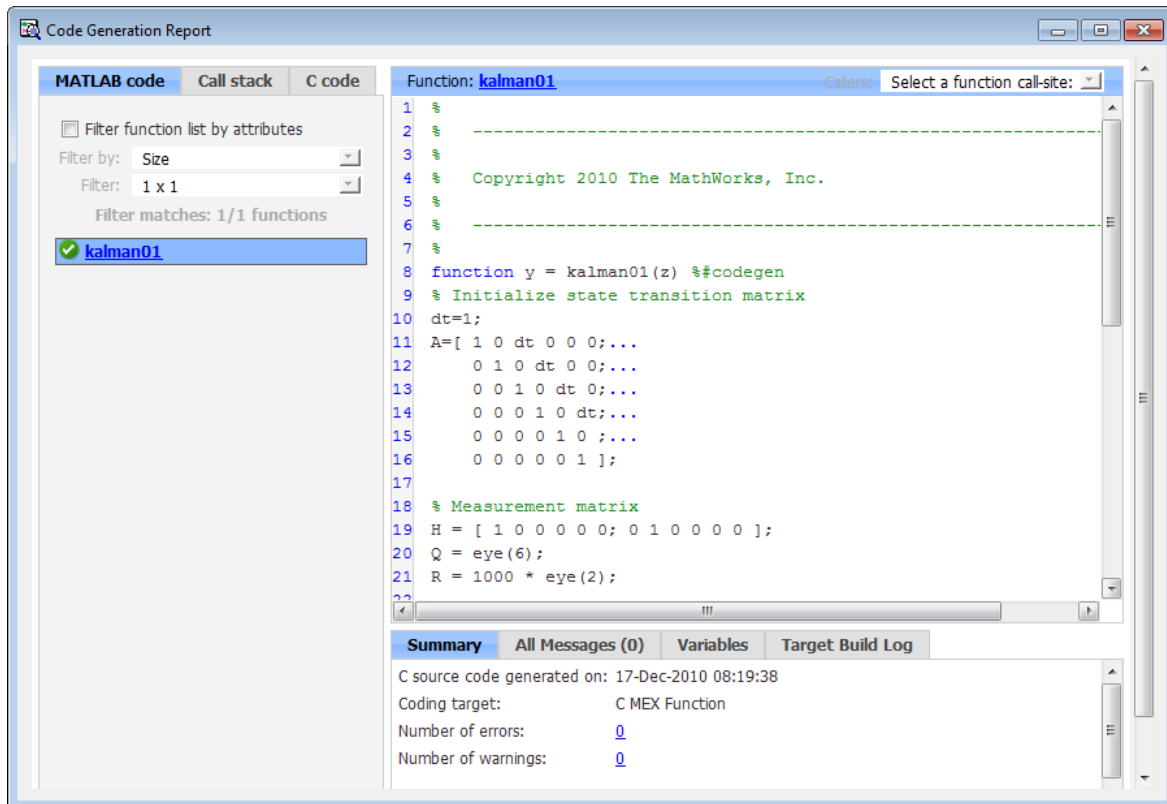 Code Generation Report
MATLAB code Call stack C code
Filter function list by attributes
Filter by: Size
Filter: 1 x 1
Filter matches: 1/1 functions
kalman01
Function: kalman01 Callers: Select a function call-site:
1 %
2 % ------------------------------------------------------------
3 %
4 % Copyright 2010 The MathWorks, Inc.
5 %
6 % ------------------------------------------------------------
7 %
8 function y = kalman01(z) %#codegen
9 % Initialize state transition matrix
10 dt=1;
11 A=[ 1 0 dt 0 0 0;...
12 0 1 0 dt 0 0;...
13 0 0 1 0 dt 0;...
14 0 0 0 1 0 dt;...
15 0 0 0 0 1 0 ;...
16 0 0 0 0 0 1 ];
17
18 % Measurement matrix
19 H = [ 1 0 0 0 0 0; 0 1 0 0 0 0 ];
20 Q = eye(6);
21 R = 1000 * eye(2);
22
Summary All Messages (0) Variables Target Build Log
C source code generated on: 17-Dec-2010 08:19:38
Coding target: C MEX Function
Number of errors: 0
Number of warnings: 0